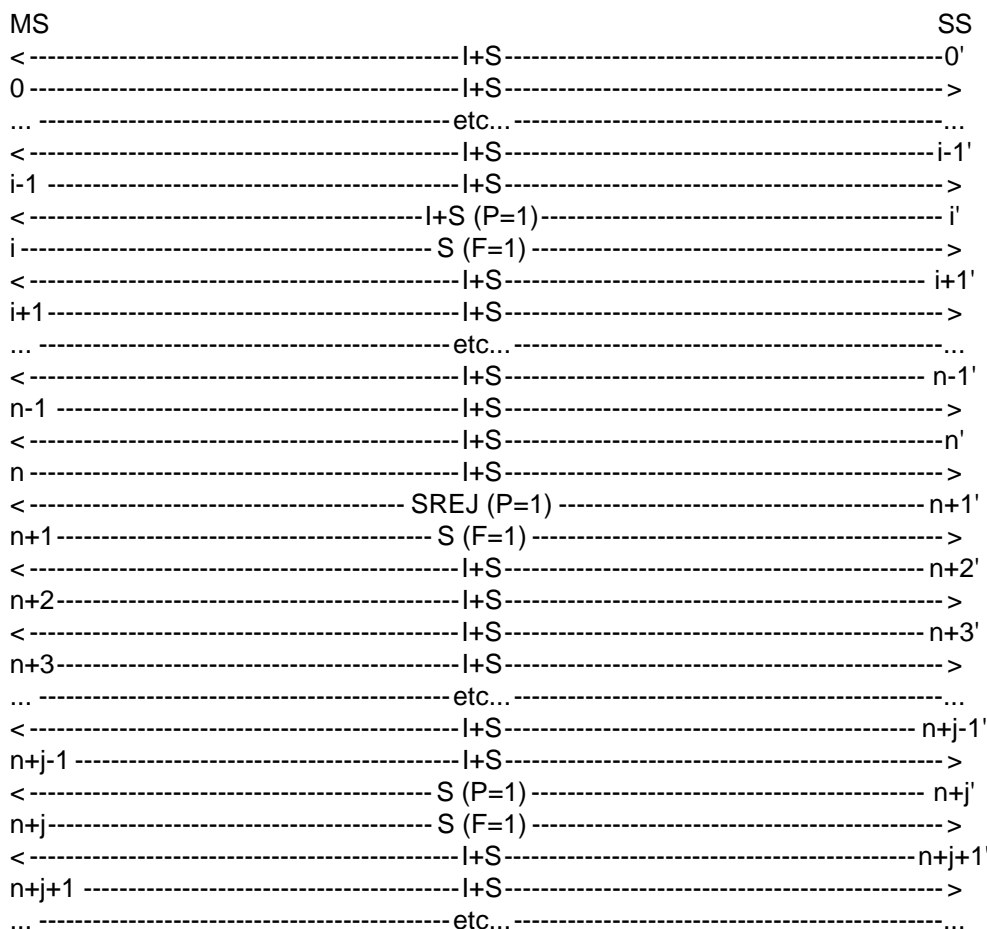 MS SS
< ------------------------------------------------I+S------------------------------------------------0'
0 ------------------------------------------------I+S------------------------------------------------ >
... ----------------------------------------------etc... ----------------------------------------------...
< ------------------------------------------------I+S-----------------------------------------------i-1'
i-1 ----------------------------------------------I+S------------------------------------------------ >
< --------------------------------------------I+S (P=1)-------------------------------------------- i'
i---------------------------------------------- S (F=1) --------------------------------------------- >
< ------------------------------------------------I+S---------------------------------------------- i+1'
i+1-----------------------------------------------I+S------------------------------------------------ >
... ----------------------------------------------etc... ----------------------------------------------...
< ------------------------------------------------I+S---------------------------------------------- n-1'
n-1 ----------------------------------------------I+S------------------------------------------------ >
< ------------------------------------------------I+S------------------------------------------------n'
n-------------------------------------------------I+S------------------------------------------------ >
< ------------------------------------------ SREJ (P=1) ----------------------------------------- n+1'
n+1------------------------------------------- S (F=1) --------------------------------------------- >
< ------------------------------------------------I+S---------------------------------------------- n+2'
n+2-----------------------------------------------I+S------------------------------------------------ >
< ------------------------------------------------I+S---------------------------------------------- n+3'
n+3-----------------------------------------------I+S------------------------------------------------ >
... ----------------------------------------------etc... ----------------------------------------------...
< ------------------------------------------------I+S--------------------------------------------- n+j-1'
n+j-1 --------------------------------------------I+S------------------------------------------------ >
< --------------------------------------------- S (P=1) ------------------------------------------- n+j'
n+j------------------------------------------- S (F=1) --------------------------------------------- >
< ------------------------------------------------I+S---------------------------------------------n+j+1'
n+j+1 --------------------------------------------I+S------------------------------------------------ >
... ----------------------------------------------etc... ----------------------------------------------...